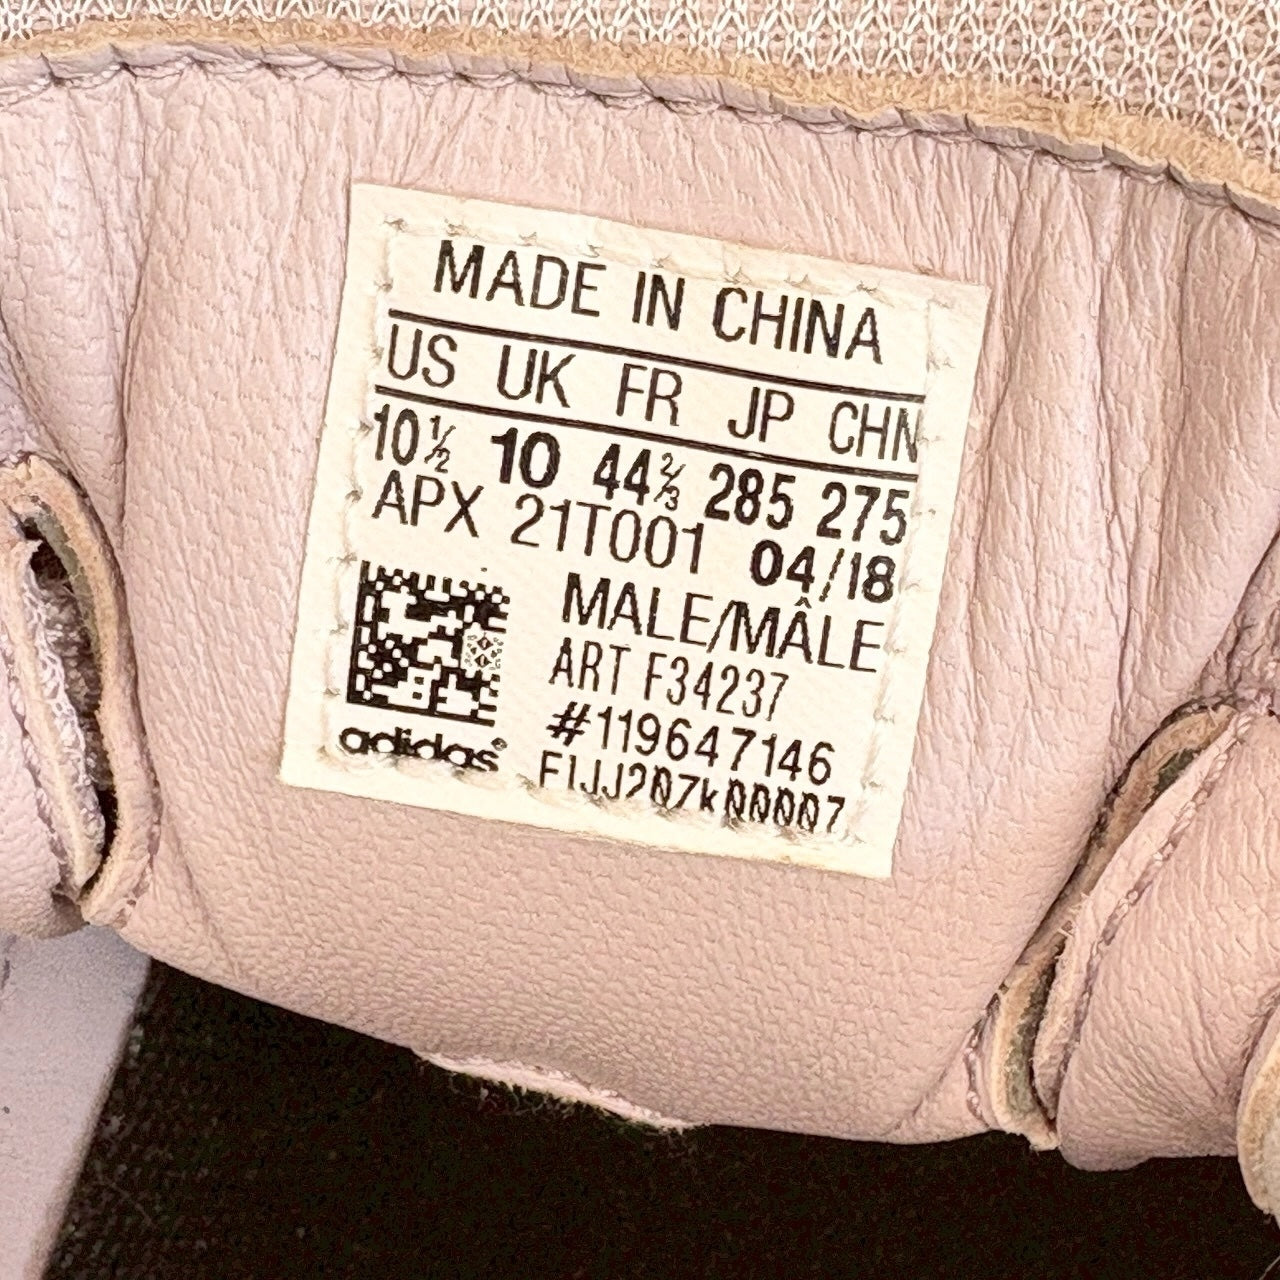 MADE IN CHINA
US UK FR JP CHN
10½ 10 44⅔ 285 275
APX 21T001 04/18
MALE/MÂLE
ART F34237
#119647146
adidas®